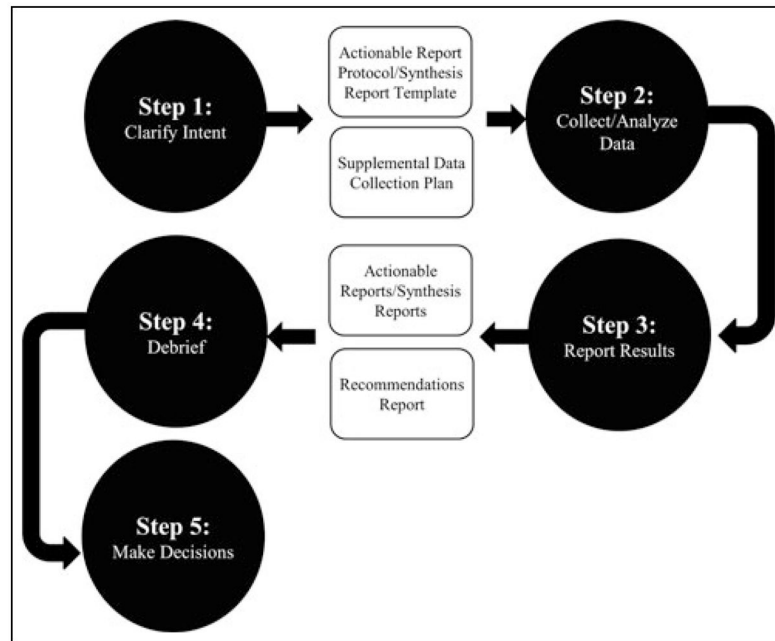 Step 1:
Clarify Intent
Actionable Report
Protocol/Synthesis
Report Template
Supplemental Data
Collection Plan
Step 2:
Collect/Analyze
Data
Step 3:
Report Results
Actionable
Reports/Synthesis
Reports
Recommendations
Report
Step 4:
Debrief
Step 5:
Make Decisions